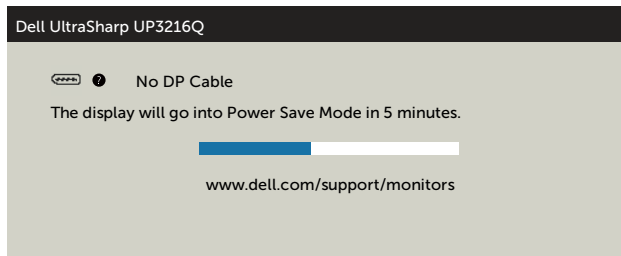 Dell UltraSharp UP3216Q
? No DP Cable
The display will go into Power Save Mode in 5 minutes.
www.dell.com/support/monitors